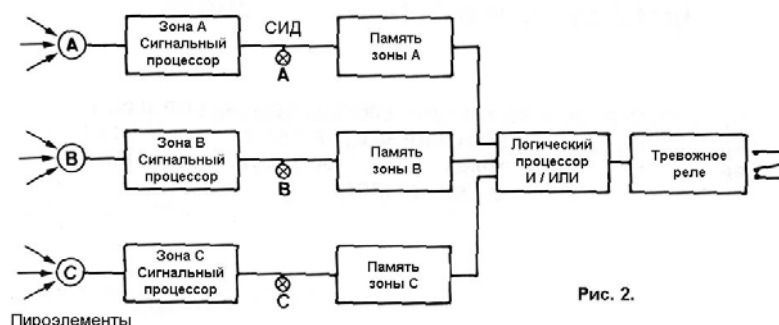 А
Зона А
Сигнальный
процессор
СИД
А
Память
зоны А
В
Зона В
Сигнальный
процессор
В
Память
зоны В
Логический
процессор
И / ИЛИ
Тревожное
реле
С
Зона С
Сигнальный
процессор
С
Память
зоны С
Рис. 2.
Пироэлементы